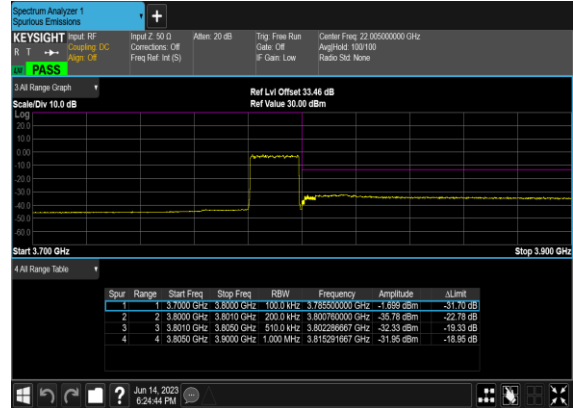 Spectrum Analyzer 1
Spurious Emissions
KEYSIGHT
R T
Input: RF
Coupling: DC
Align: Off
Input Z: 50 Ω
Corrections: Off
Freq Ref: Int (S)
Atten: 20 dB
Trig: Free Run
Gate: Off
IF Gain: Low
Center Freq: 22.005000000 GHz
Avg|Hold: 100/100
Radio Std: None
PASS
3 All Range Graph
Scale/Div 10.0 dB
Ref Lvl Offset 33.46 dB
Ref Value 30.00 dBm
Log
20.0
10.0
0.00
-10.0
-20.0
-30.0
-40.0
-50.0
-60.0
Start 3.700 GHz
Stop 3.900 GHz
4 All Range Table
Spur Range Start Freq Stop Freq RBW Frequency Amplitude ΔLimit
1 1 3.7000 GHz 3.8000 GHz 100.0 kHz 3.785500000 GHz -1.699 dBm -31.70 dB
2 2 3.8000 GHz 3.8010 GHz 200.0 kHz 3.800760000 GHz -35.78 dBm -22.78 dB
3 3 3.8010 GHz 3.8050 GHz 510.0 kHz 3.802286667 GHz -32.33 dBm -19.33 dB
4 4 3.8050 GHz 3.9000 GHz 1.000 MHz 3.815291667 GHz -31.95 dBm -18.95 dB
Jun 14, 2023
6:24:44 PM